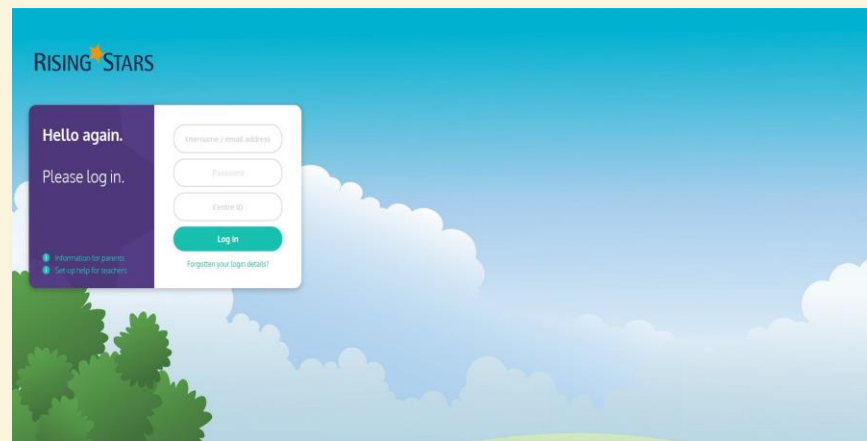 RISING STARS
Hello again.
Please log in.
Username / email address
Password
Centre ID
Log in
Forgotten your login details?
Information for parents
Set-up help for teachers